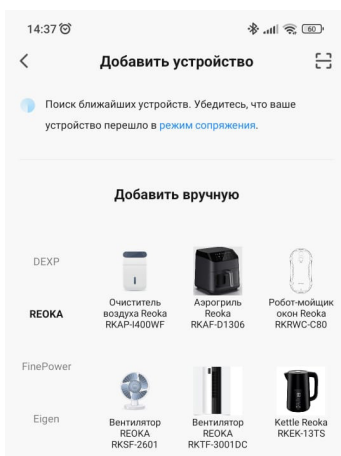 14:37
60
Добавить устройство
Поиск ближайших устройств. Убедитесь, что ваше
устройство перешло в режим сопряжения.
Добавить вручную
DEXP
REOKA
FinePower
Eigen
Очиститель
воздуха Reoka
RKAP-I400WF
Аэрогриль
Reoka
RKAF-D1306
Робот-мойщик
окон Reoka
RKRWC-C80
Вентилятор
REOKA
RKSF-2601
Вентилятор
REOKA
RKTF-3001DC
Kettle Reoka
RKEK-13TS